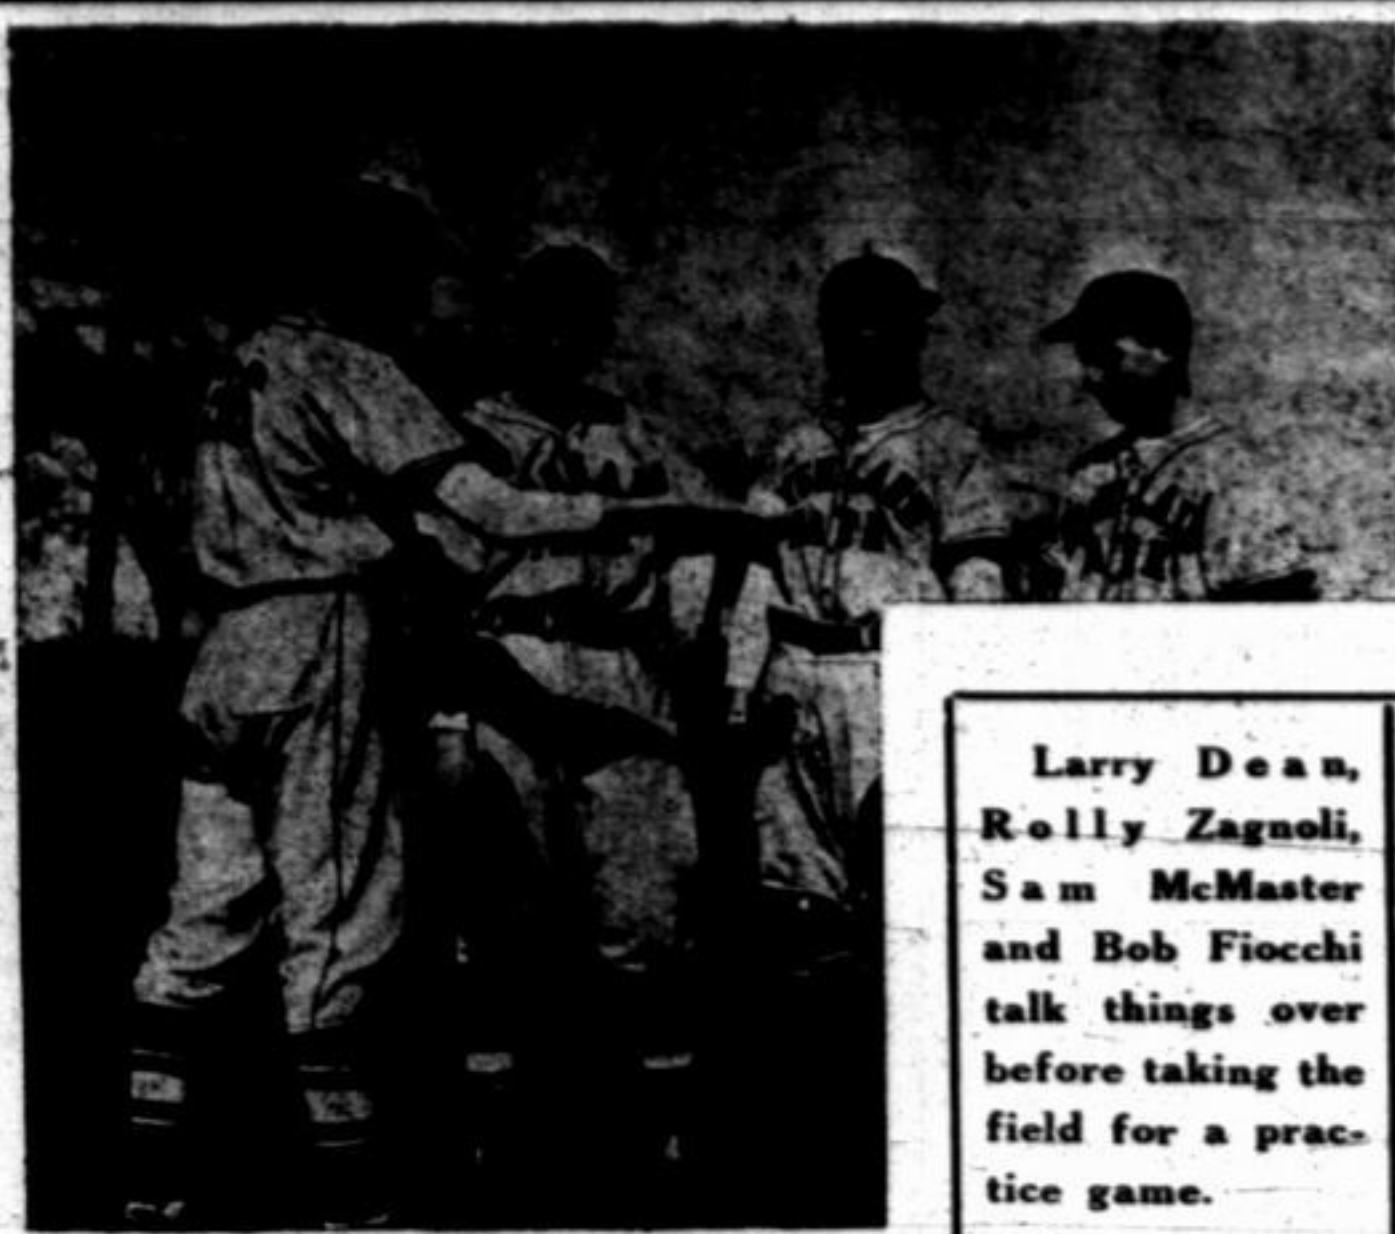 Larry Dean,
Rolly Zagnoli,
Sam McMaster
and Bob Fiocchi
talk things over
before taking the
field for a prac-
tice game.